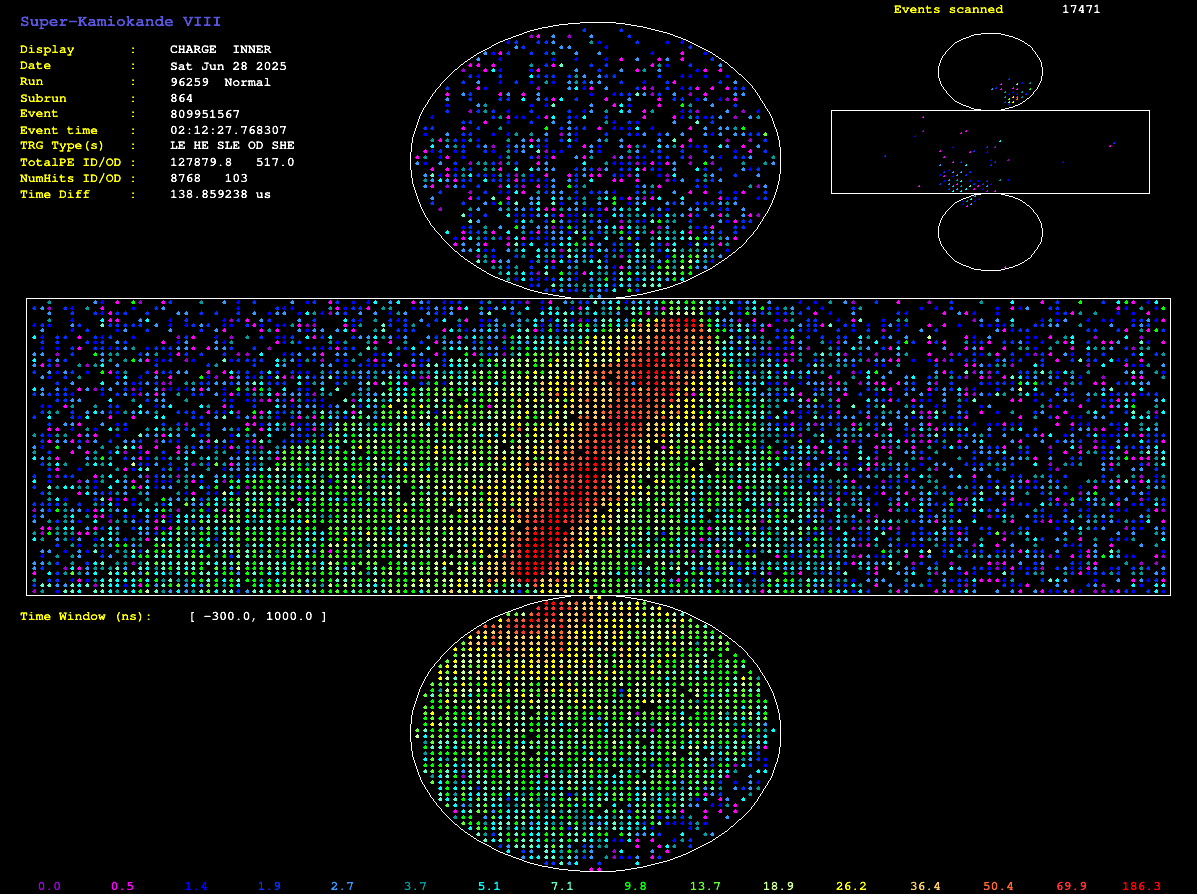 Super-Kamiokande VIII
Events scanned 17471
Display : CHARGE INNER
Date : Sat Jun 28 2025
Run : 96259 Normal
Subrun : 864
Event : 809951567
Event time : 02:12:27.768307
TRG Type(s) : LE HE SLE OD SHE
TotalPE ID/OD : 127879.8 517.0
NumHits ID/OD : 8768 103
Time Diff : 138.859238 us
Time Window (ns): [ -300.0, 1000.0 ]
0.0 0.5 1.4 1.9 2.7 3.7 5.1 7.1 9.8 13.7 18.9 26.2 36.4 50.4 69.9 186.3